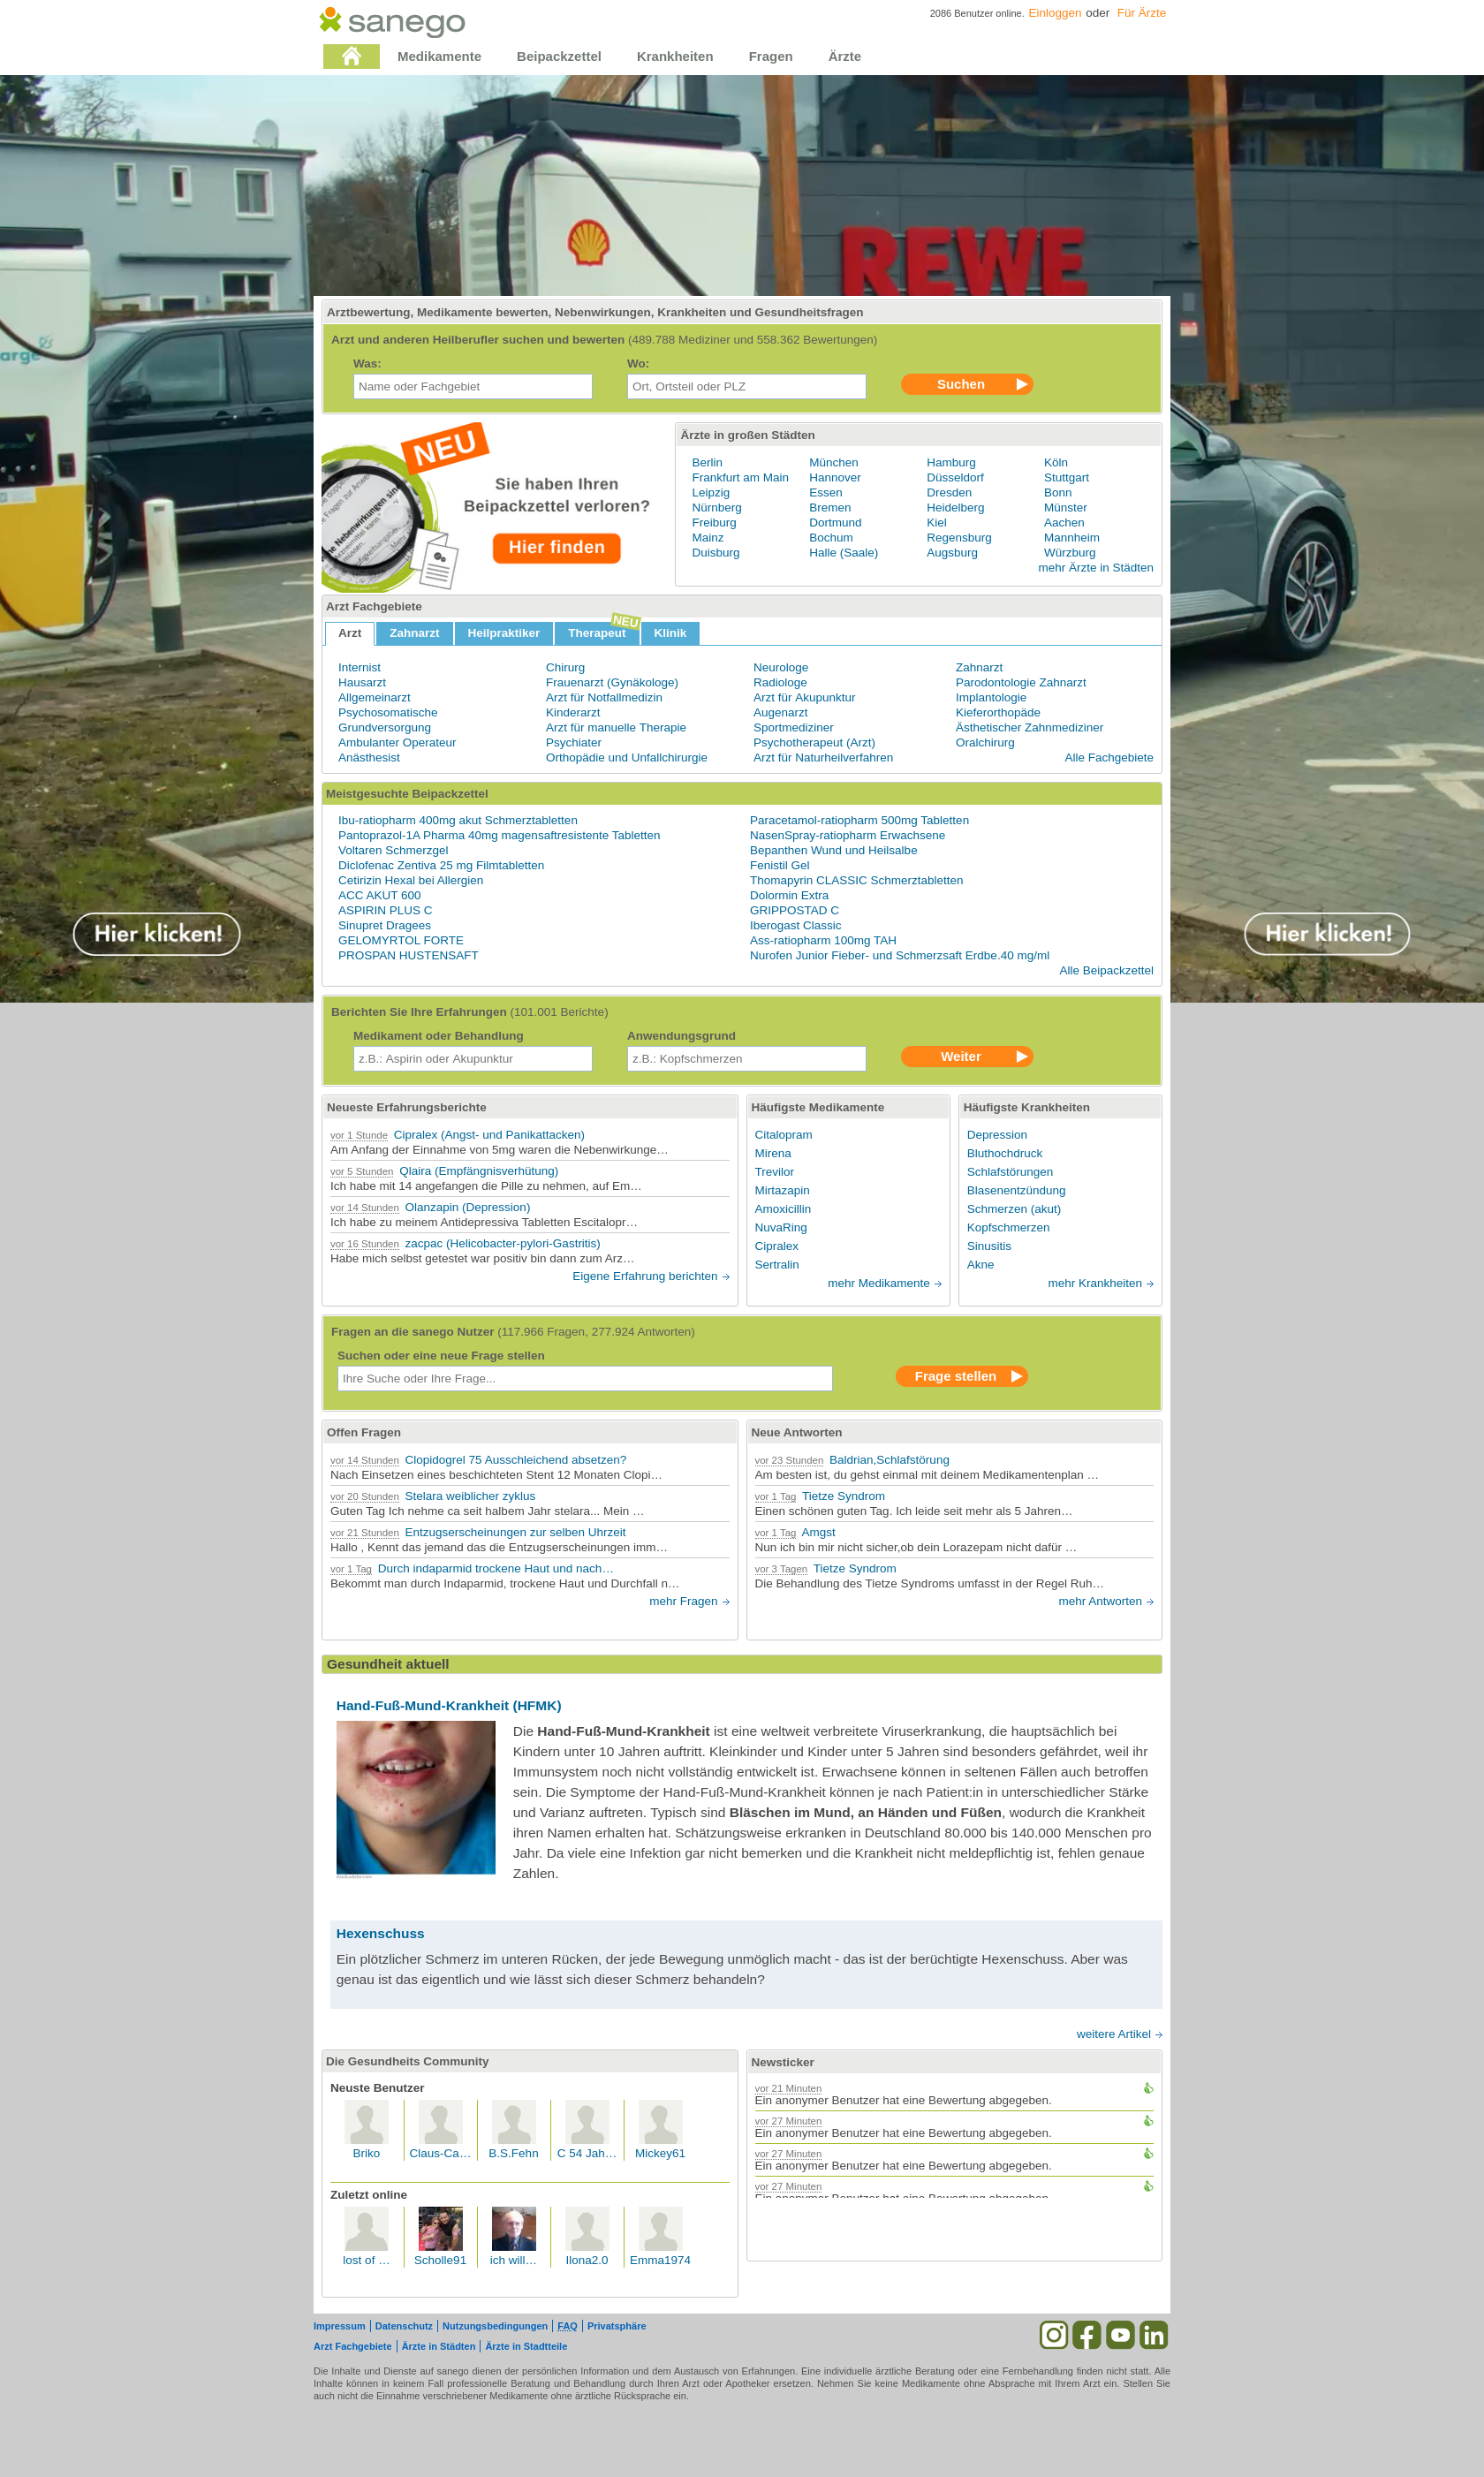 sanego
2086 Benutzer online. Einloggen oder Für Ärzte
Medikamente Beipackzettel Krankheiten Fragen Ärzte
REWE
Arztbewertung, Medikamente bewerten, Nebenwirkungen, Krankheiten und Gesundheitsfragen
Arzt und anderen Heilberufler suchen und bewerten (489.788 Mediziner und 558.362 Bewertungen)
Was: Wo:
Name oder Fachgebiet Ort, Ortsteil oder PLZ Suchen
NEU
Sie haben Ihren
Beipackzettel verloren?
Hier finden
Ärzte in großen Städten
Berlin München Hamburg Köln
Frankfurt am Main Hannover Düsseldorf Stuttgart
Leipzig Essen Dresden Bonn
Nürnberg Bremen Heidelberg Münster
Freiburg Dortmund Kiel Aachen
Mainz Bochum Regensburg Mannheim
Duisburg Halle (Saale) Augsburg Würzburg
mehr Ärzte in Städten
Arzt Fachgebiete
NEU
Arzt Zahnarzt Heilpraktiker Therapeut Klinik
Internist Chirurg Neurologe Zahnarzt
Hausarzt Frauenarzt (Gynäkologe) Radiologe Parodontologie Zahnarzt
Allgemeinarzt Arzt für Notfallmedizin Arzt für Akupunktur Implantologie
Psychosomatische Kinderarzt Augenarzt Kieferorthopäde
Grundversorgung Arzt für manuelle Therapie Sportmediziner Ästhetischer Zahnmediziner
Ambulanter Operateur Psychiater Psychotherapeut (Arzt) Oralchirurg
Anästhesist Orthopädie und Unfallchirurgie Arzt für Naturheilverfahren Alle Fachgebiete
Meistgesuchte Beipackzettel
Ibu-ratiopharm 400mg akut Schmerztabletten Paracetamol-ratiopharm 500mg Tabletten
Pantoprazol-1A Pharma 40mg magensaftresistente Tabletten NasenSpray-ratiopharm Erwachsene
Voltaren Schmerzgel Bepanthen Wund und Heilsalbe
Diclofenac Zentiva 25 mg Filmtabletten Fenistil Gel
Cetirizin Hexal bei Allergien Thomapyrin CLASSIC Schmerztabletten
ACC AKUT 600 Dolormin Extra
ASPIRIN PLUS C GRIPPOSTAD C
Sinupret Dragees Iberogast Classic
GELOMYRTOL FORTE Ass-ratiopharm 100mg TAH
PROSPAN HUSTENSAFT Nurofen Junior Fieber- und Schmerzsaft Erdbe.40 mg/ml
Alle Beipackzettel
Hier klicken! Hier klicken!
Berichten Sie Ihre Erfahrungen (101.001 Berichte)
Medikament oder Behandlung Anwendungsgrund
z.B.: Aspirin oder Akupunktur z.B.: Kopfschmerzen Weiter
Neueste Erfahrungsberichte
vor 1 Stunde Cipralex (Angst- und Panikattacken)
Am Anfang der Einnahme von 5mg waren die Nebenwirkunge…
vor 5 Stunden Qlaira (Empfängnisverhütung)
Ich habe mit 14 angefangen die Pille zu nehmen, auf Em…
vor 14 Stunden Olanzapin (Depression)
Ich habe zu meinem Antidepressiva Tabletten Escitalopr…
vor 16 Stunden zacpac (Helicobacter-pylori-Gastritis)
Habe mich selbst getestet war positiv bin dann zum Arz…
Eigene Erfahrung berichten
Häufigste Medikamente
Citalopram
Mirena
Trevilor
Mirtazapin
Amoxicillin
NuvaRing
Cipralex
Sertralin
mehr Medikamente
Häufigste Krankheiten
Depression
Bluthochdruck
Schlafstörungen
Blasenentzündung
Schmerzen (akut)
Kopfschmerzen
Sinusitis
Akne
mehr Krankheiten
Fragen an die sanego Nutzer (117.966 Fragen, 277.924 Antworten)
Suchen oder eine neue Frage stellen
Ihre Suche oder Ihre Frage... Frage stellen
Offen Fragen
vor 14 Stunden Clopidogrel 75 Ausschleichend absetzen?
Nach Einsetzen eines beschichteten Stent 12 Monaten Clopi…
vor 20 Stunden Stelara weiblicher zyklus
Guten Tag Ich nehme ca seit halbem Jahr stelara... Mein …
vor 21 Stunden Entzugserscheinungen zur selben Uhrzeit
Hallo , Kennt das jemand das die Entzugserscheinungen imm…
vor 1 Tag Durch indaparmid trockene Haut und nach…
Bekommt man durch Indaparmid, trockene Haut und Durchfall n…
mehr Fragen
Neue Antworten
vor 23 Stunden Baldrian,Schlafstörung
Am besten ist, du gehst einmal mit deinem Medikamentenplan …
vor 1 Tag Tietze Syndrom
Einen schönen guten Tag. Ich leide seit mehr als 5 Jahren…
vor 1 Tag Amgst
Nun ich bin mir nicht sicher,ob dein Lorazepam nicht dafür …
vor 3 Tagen Tietze Syndrom
Die Behandlung des Tietze Syndroms umfasst in der Regel Ruh…
mehr Antworten
Gesundheit aktuell
Hand-Fuß-Mund-Krankheit (HFMK)
Die Hand-Fuß-Mund-Krankheit ist eine weltweit verbreitete Viruserkrankung, die hauptsächlich bei
Kindern unter 10 Jahren auftritt. Kleinkinder und Kinder unter 5 Jahren sind besonders gefährdet, weil ihr
Immunsystem noch nicht vollständig entwickelt ist. Erwachsene können in seltenen Fällen auch betroffen
sein. Die Symptome der Hand-Fuß-Mund-Krankheit können je nach Patient:in in unterschiedlicher Stärke
und Varianz auftreten. Typisch sind Bläschen im Mund, an Händen und Füßen, wodurch die Krankheit
ihren Namen erhalten hat. Schätzungsweise erkranken in Deutschland 80.000 bis 140.000 Menschen pro
Jahr. Da viele eine Infektion gar nicht bemerken und die Krankheit nicht meldepflichtig ist, fehlen genaue
Zahlen.
Hexenschuss
Ein plötzlicher Schmerz im unteren Rücken, der jede Bewegung unmöglich macht - das ist der berüchtigte Hexenschuss. Aber was
genau ist das eigentlich und wie lässt sich dieser Schmerz behandeln?
weitere Artikel
Die Gesundheits Community
Neuste Benutzer
Briko Claus-Ca… B.S.Fehn C 54 Jah… Mickey61
Zuletzt online
lost of … Scholle91 ich will… Ilona2.0 Emma1974
Newsticker
vor 21 Minuten
Ein anonymer Benutzer hat eine Bewertung abgegeben.
vor 27 Minuten
Ein anonymer Benutzer hat eine Bewertung abgegeben.
vor 27 Minuten
Ein anonymer Benutzer hat eine Bewertung abgegeben.
vor 27 Minuten
Ein anonymer Benutzer hat eine Bewertung abgegeben.
Impressum Datenschutz Nutzungsbedingungen FAQ Privatsphäre
Arzt Fachgebiete Ärzte in Städten Ärzte in Stadtteile
Die Inhalte und Dienste auf sanego dienen der persönlichen Information und dem Austausch von Erfahrungen. Eine individuelle ärztliche Beratung oder eine Fernbehandlung finden nicht statt. Alle
Inhalte können in keinem Fall professionelle Beratung und Behandlung durch Ihren Arzt oder Apotheker ersetzen. Nehmen Sie keine Medikamente ohne Absprache mit Ihrem Arzt ein. Stellen Sie
auch nicht die Einnahme verschriebener Medikamente ohne ärztliche Rücksprache ein.